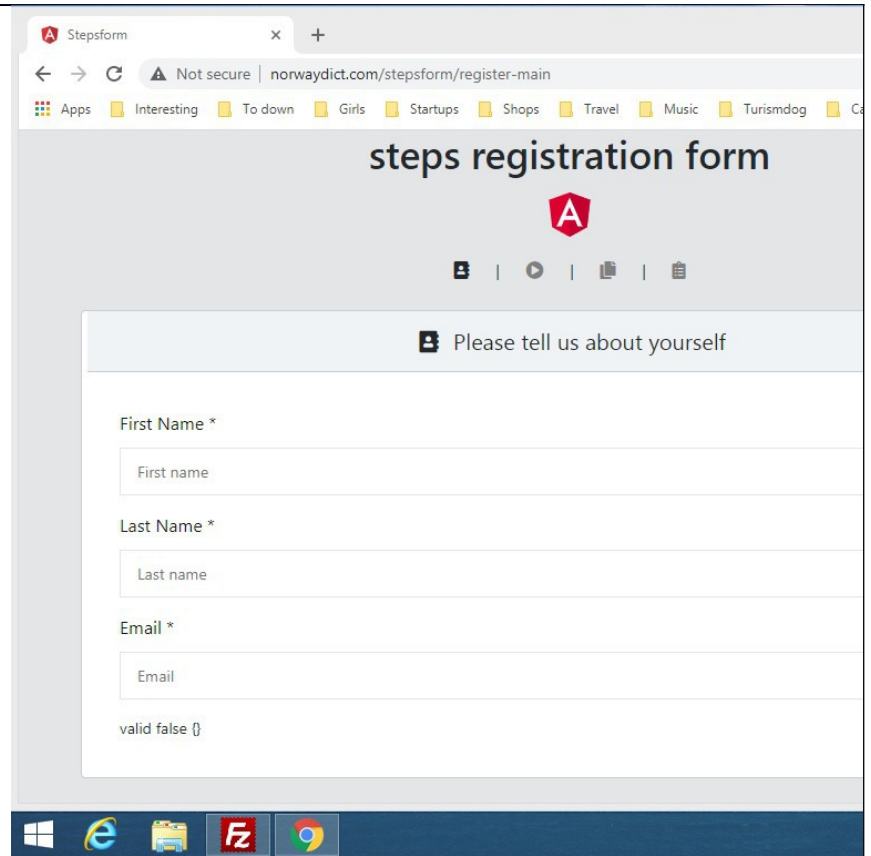 Stepsform
Not secure | norwaydict.com/stepsform/register-main
Apps Interesting To down Girls Startups Shops Travel Music Turismdog Ca
steps registration form
A
| | |
Please tell us about yourself
First Name *
First name
Last Name *
Last name
Email *
Email
valid false {}
Fz